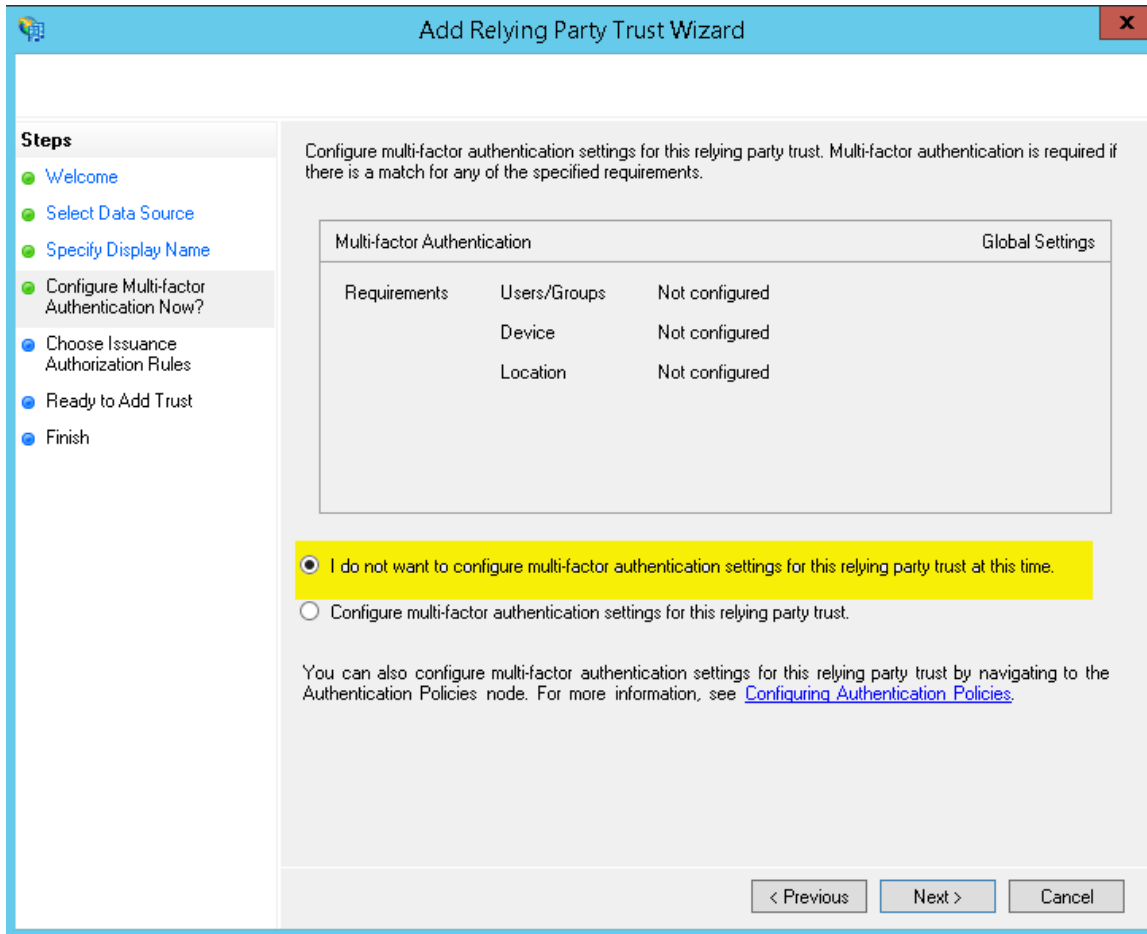 Add Relying Party Trust Wizard
x
Steps
Welcome
Select Data Source
Specify Display Name
Configure Multi-factor
Authentication Now?
Choose Issuance
Authorization Rules
Ready to Add Trust
Finish
Configure multi-factor authentication settings for this relying party trust. Multi-factor authentication is required if
there is a match for any of the specified requirements.
Multi-factor Authentication Global Settings
Requirements Users/Groups Not configured
Device Not configured
Location Not configured
I do not want to configure multi-factor authentication settings for this relying party trust at this time.
Configure multi-factor authentication settings for this relying party trust.
You can also configure multi-factor authentication settings for this relying party trust by navigating to the
Authentication Policies node. For more information, see Configuring Authentication Policies.
< Previous Next > Cancel